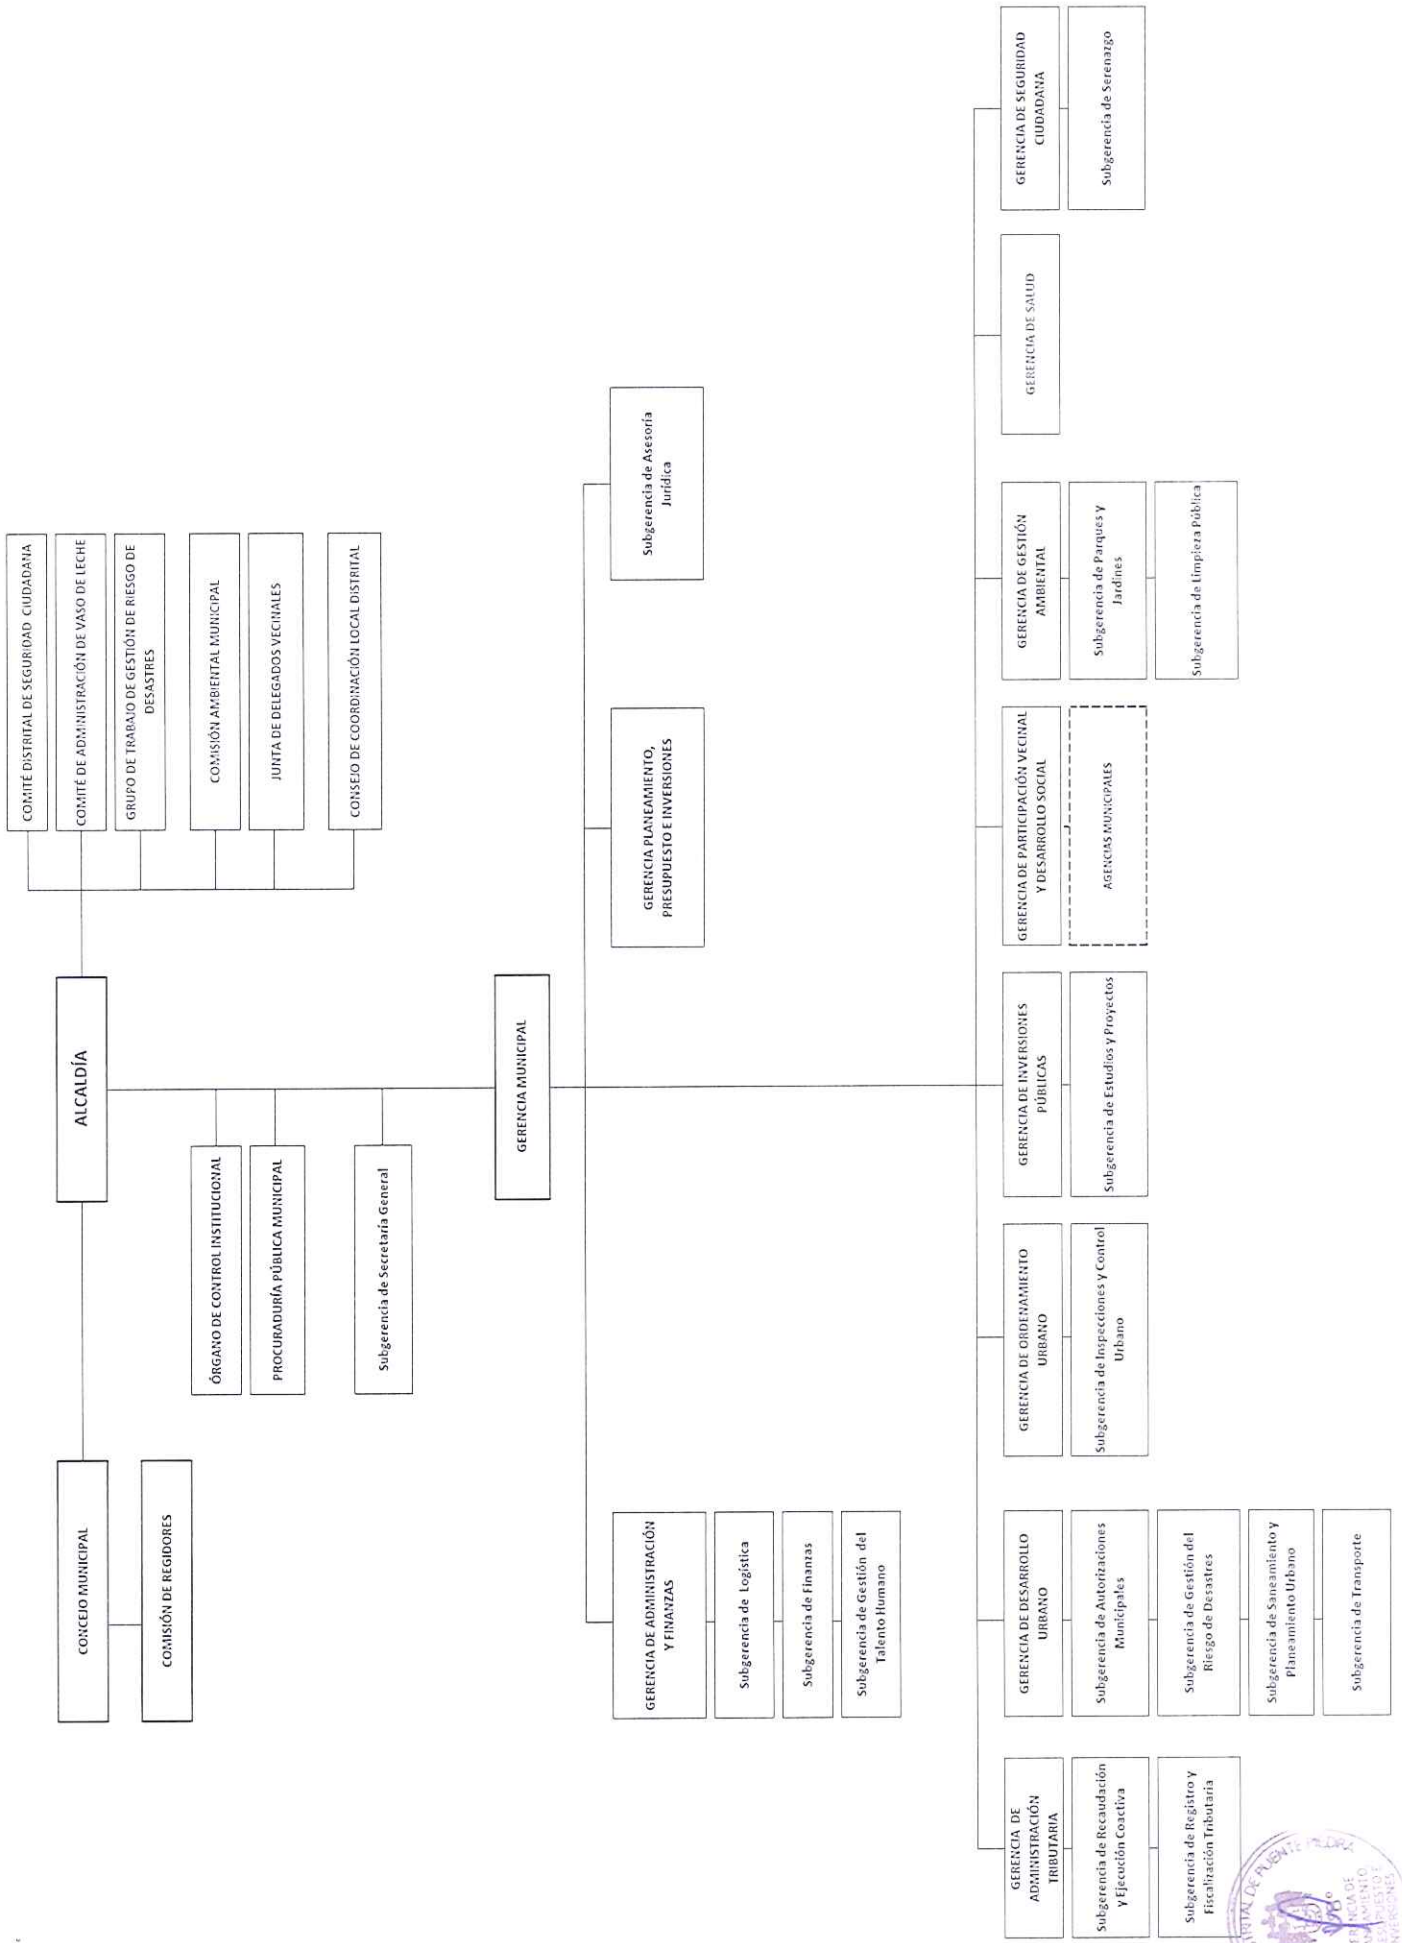 CONCEJO MUNICIPAL
COMISIÓN DE REGIDORES
ALCALDÍA
COMITÉ DISTRITAL DE SEGURIDAD CIUDADANA
COMITÉ DE ADMINISTRACIÓN DE VASO DE LECHE
GRUPO DE TRABAJO DE GESTIÓN DE RIESGO DE
DESASTRES
COMISIÓN AMBIENTAL MUNICIPAL
JUNTA DE DELEGADOS VECINALES
CONSEJO DE COORDINACIÓN LOCAL DISTRITAL
ÓRGANO DE CONTROL INSTITUCIONAL
PROCURADURÍA PÚBLICA MUNICIPAL
Subgerencia de Secretaría General
GERENCIA MUNICIPAL
GERENCIA DE ADMINISTRACIÓN
Y FINANZAS
Subgerencia de Logística
Subgerencia de Finanzas
Subgerencia de Gestión del
Talento Humano
GERENCIA PLANEAMIENTO,
PRESUPUESTO E INVERSIONES
Subgerencia de Asesoría
Jurídica
GERENCIA DE
ADMINISTRACIÓN
TRIBUTARIA
Subgerencia de Recaudación
y Ejecución Coactiva
Subgerencia de Registro y
Fiscalización Tributaria
GERENCIA DE DESARROLLO
URBANO
Subgerencia de Autorizaciones
Municipales
Subgerencia de Gestión del
Riesgo de Desastres
Subgerencia de Saneamiento y
Planeamiento Urbano
Subgerencia de Transporte
GERENCIA DE ORDENAMIENTO
URBANO
Subgerencia de Inspecciones y Control
Urbano
GERENCIA DE INVERSIONES
PÚBLICAS
Subgerencia de Estudios y Proyectos
GERENCIA DE PARTICIPACIÓN VECINAL
Y DESARROLLO SOCIAL
AGENCIAS MUNICIPALES
GERENCIA DE GESTIÓN
AMBIENTAL
Subgerencia de Parques y
Jardines
Subgerencia de Limpieza Pública
GERENCIA DE SALUD
GERENCIA DE SEGURIDAD
CIUDADANA
Subgerencia de Serenazgo
DE PUENTE PIEDRA